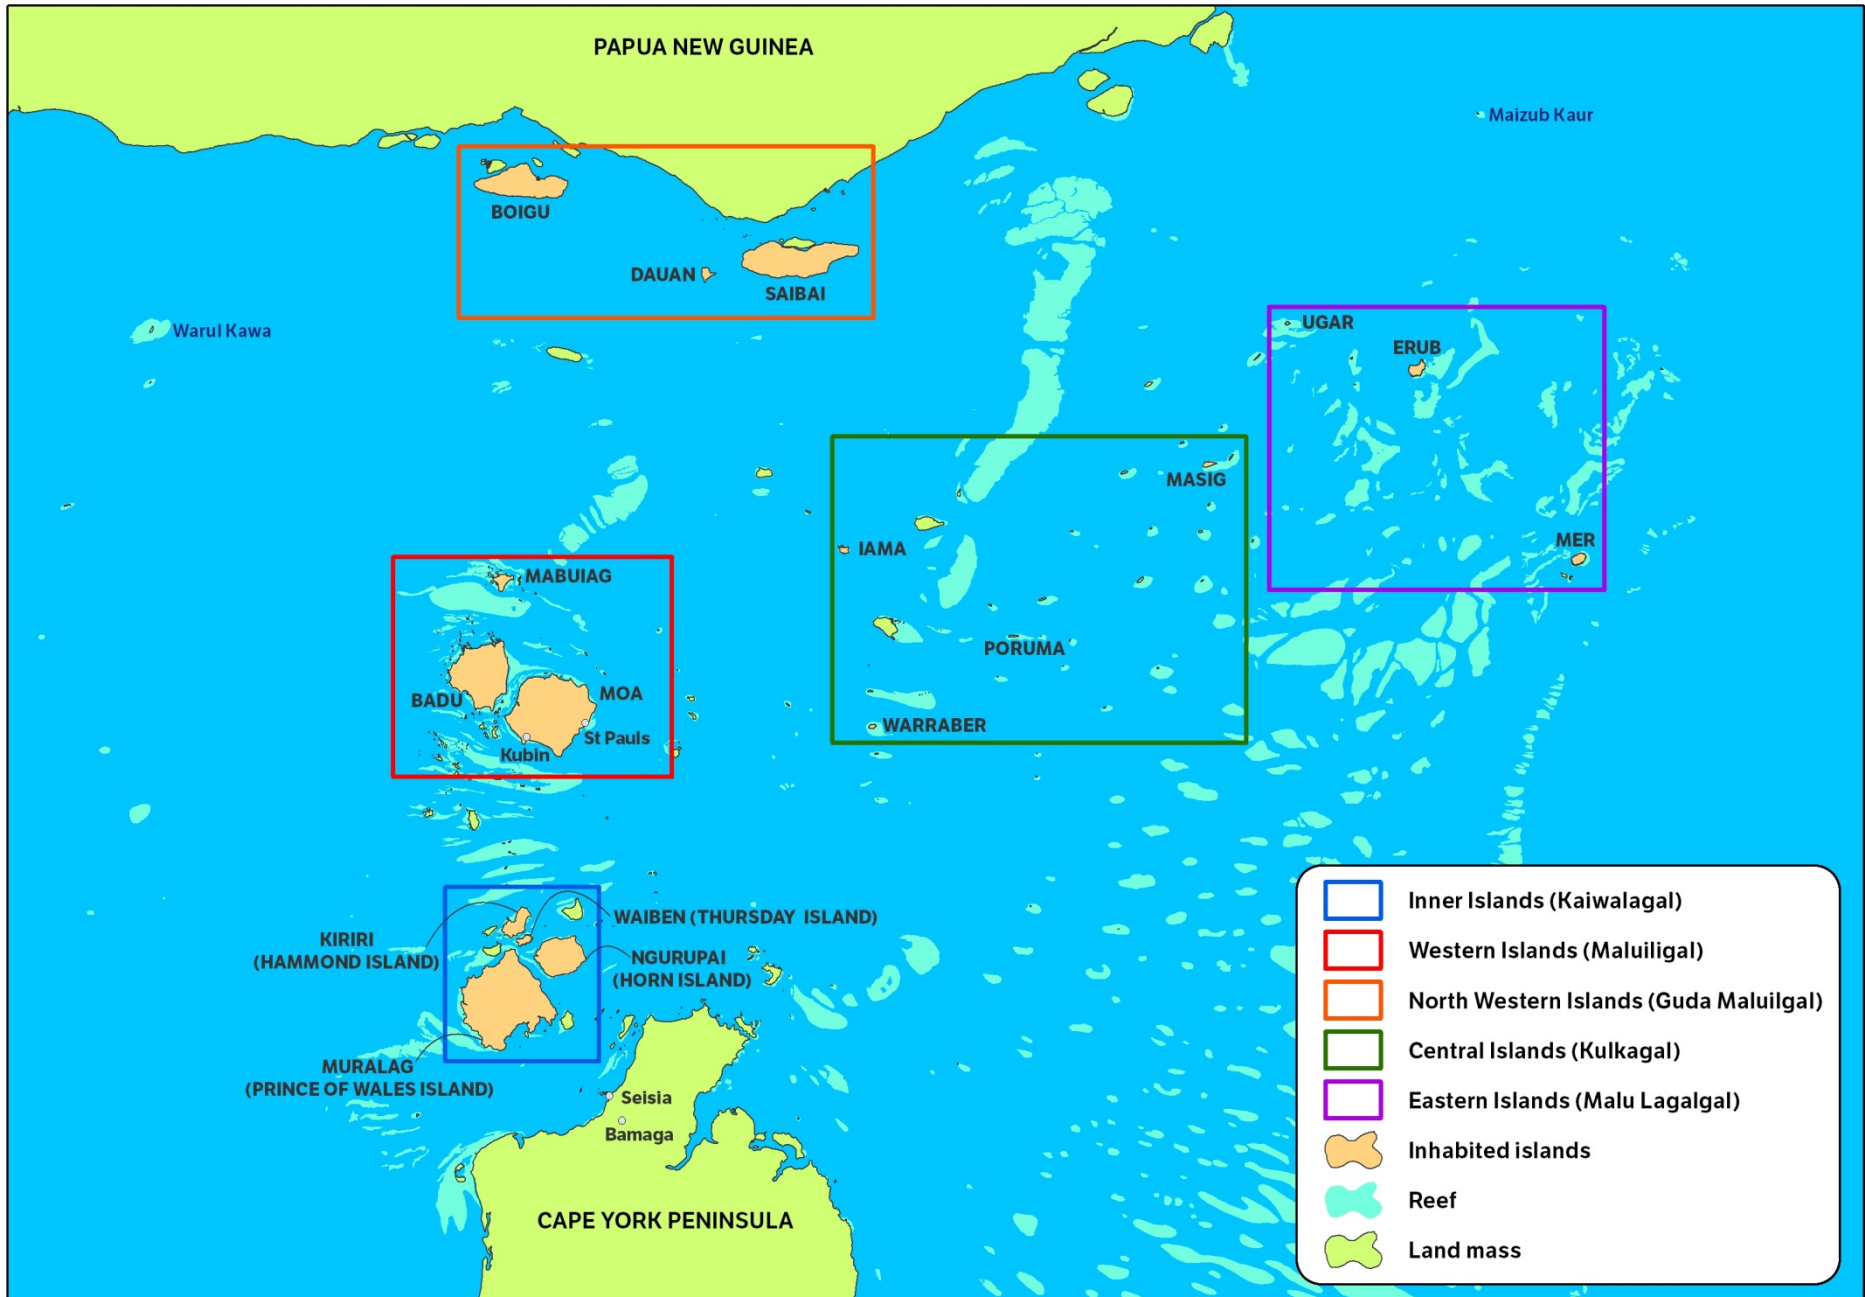 PAPUA NEW GUINEA
Maizub Kaur
BOIGU
DAUAN
SAIBAI
Warul Kawa
UGAR
ERUB
MASIG
IAMA
MER
MABUIAG
PORUMA
BADU
MOA
WARRABER
St Pauls
Kubin
WAIBEN (THURSDAY ISLAND)
KIRIRI
(HAMMOND ISLAND)
NGURUPAI
(HORN ISLAND)
MURALAG
(PRINCE OF WALES ISLAND)
Seisia
Bamaga
CAPE YORK PENINSULA
Inner Islands (Kaiwalagal)
Western Islands (Maluiligal)
North Western Islands (Guda Maluilgal)
Central Islands (Kulkagal)
Eastern Islands (Malu Lagalgal)
Inhabited islands
Reef
Land mass